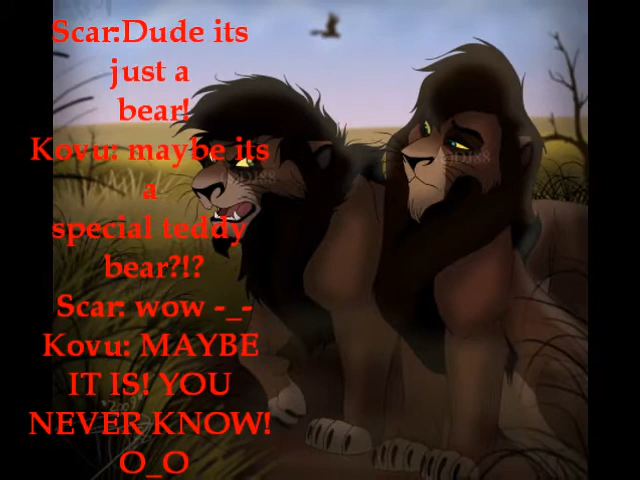 Scar:Dude its
just a
bear!
Kovu: maybe its
a
special teddy
bear?!?
Scar: wow -_-
Kovu: MAYBE
IT IS! YOU
NEVER KNOW!
O_O